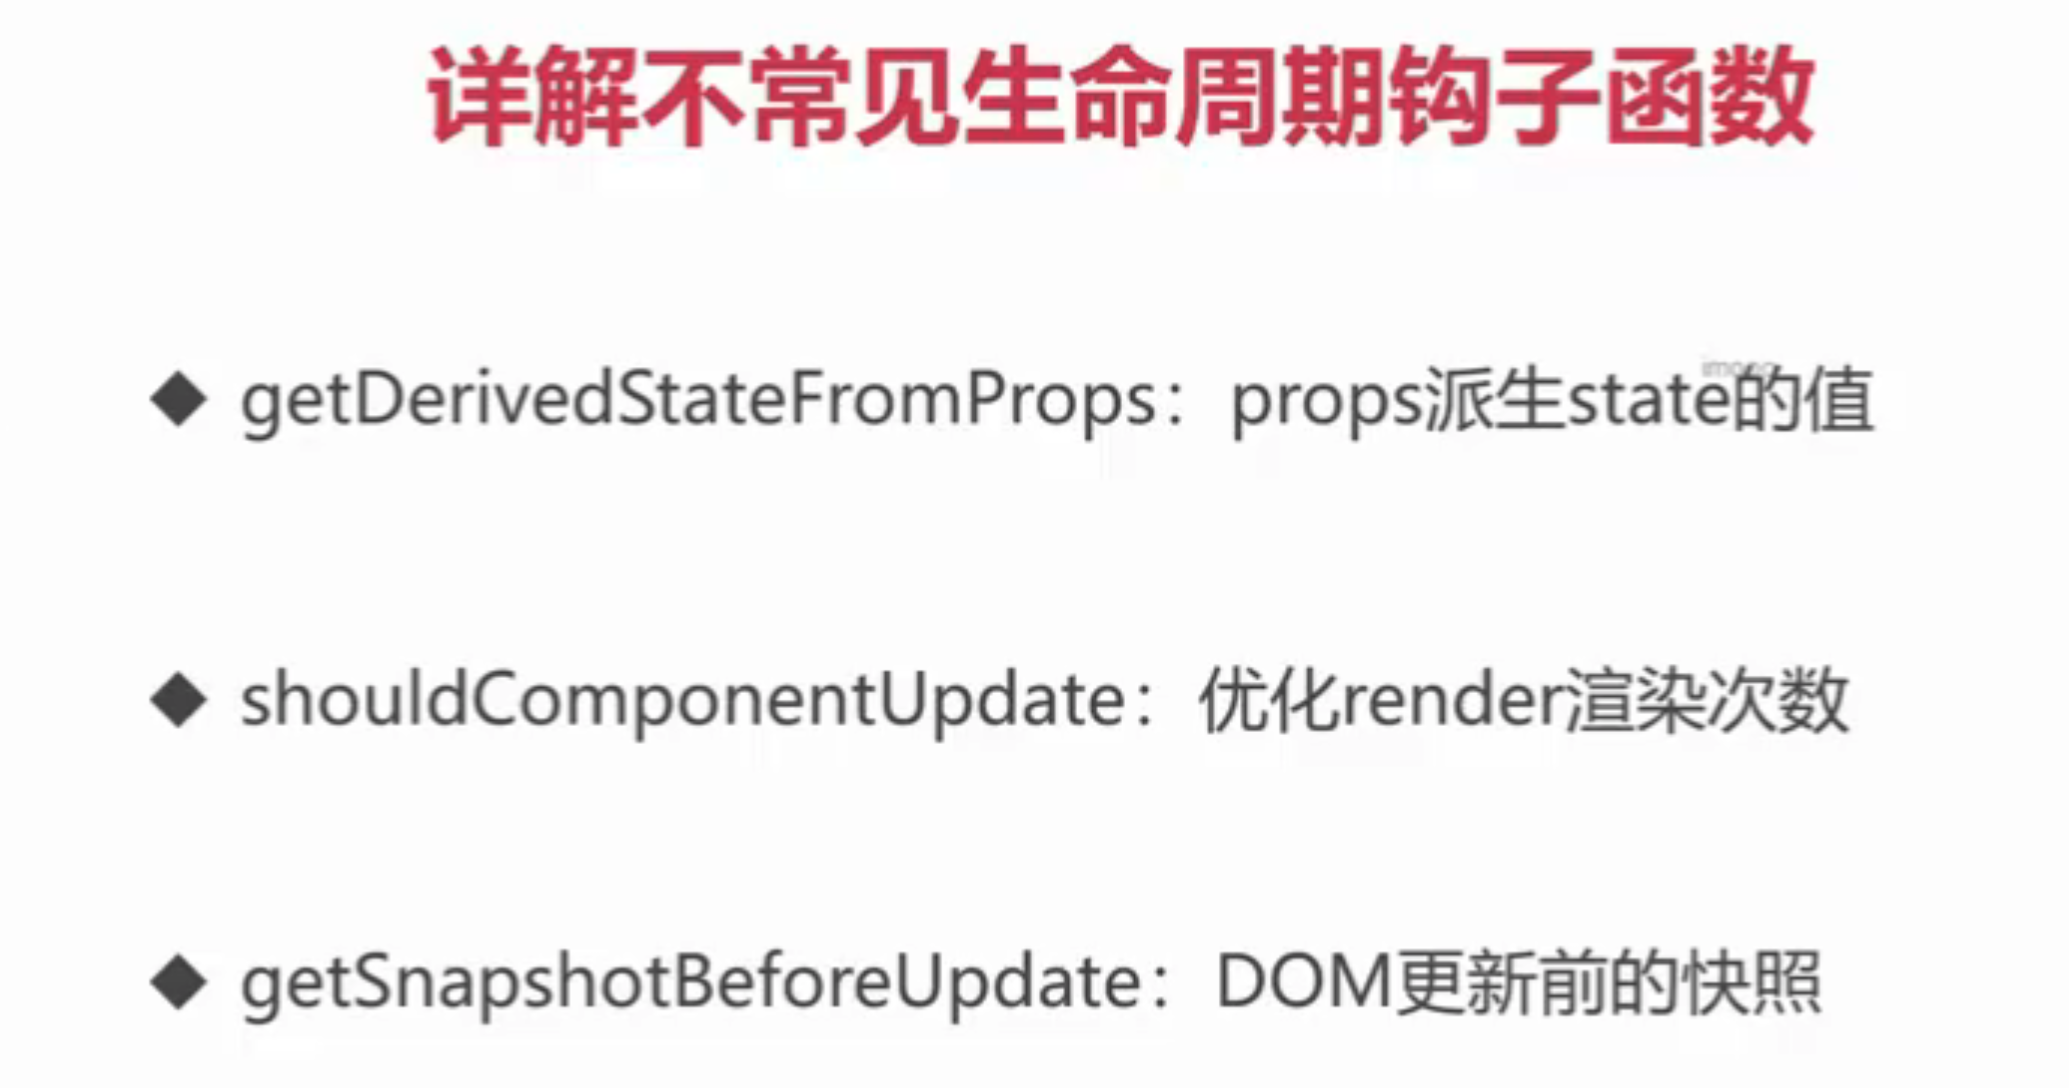 详解不常见生命周期钩子函数
◆ getDerivedStateFromProps：props派生state的值
◆ shouldComponentUpdate：优化render渲染次数
◆ getSnapshotBeforeUpdate：DOM更新前的快照